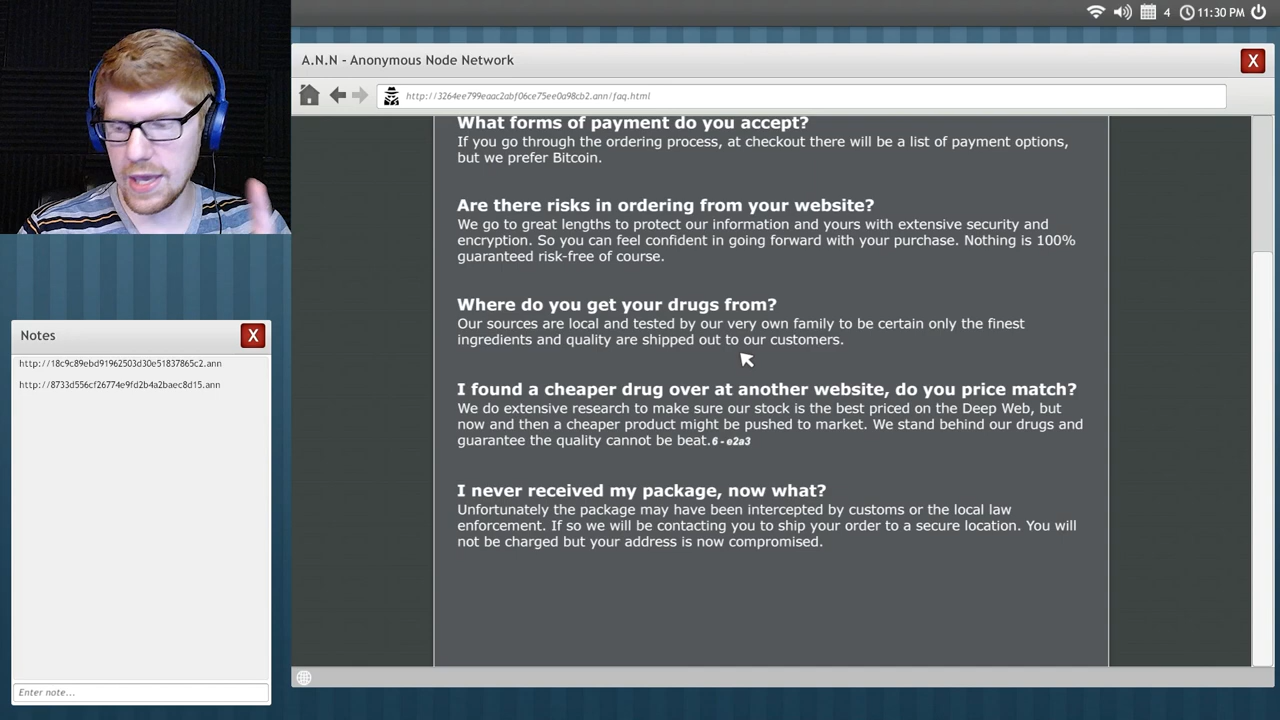 4 11:30 PM
A.N.N - Anonymous Node Network X
http://3264ee799eaac2abf06ce75ee0a98cb2.ann/faq.html
What forms of payment do you accept?
If you go through the ordering process, at checkout there will be a list of payment options,
but we prefer Bitcoin.
Are there risks in ordering from your website?
We go to great lengths to protect our information and yours with extensive security and
encryption. So you can feel confident in going forward with your purchase. Nothing is 100%
guaranteed risk-free of course.
Where do you get your drugs from?
Our sources are local and tested by our very own family to be certain only the finest
ingredients and quality are shipped out to our customers.
I found a cheaper drug over at another website, do you price match?
We do extensive research to make sure our stock is the best priced on the Deep Web, but
now and then a cheaper product might be pushed to market. We stand behind our drugs and
guarantee the quality cannot be beat.6 - e2a3
I never received my package, now what?
Unfortunately the package may have been intercepted by customs or the local law
enforcement. If so we will be contacting you to ship your order to a secure location. You will
not be charged but your address is now compromised.
Notes X
http://18c9c89ebd91962503d30e51837865c2.ann
http://8733d556cf26774e9fd2b4a2baec8d15.ann
Enter note...